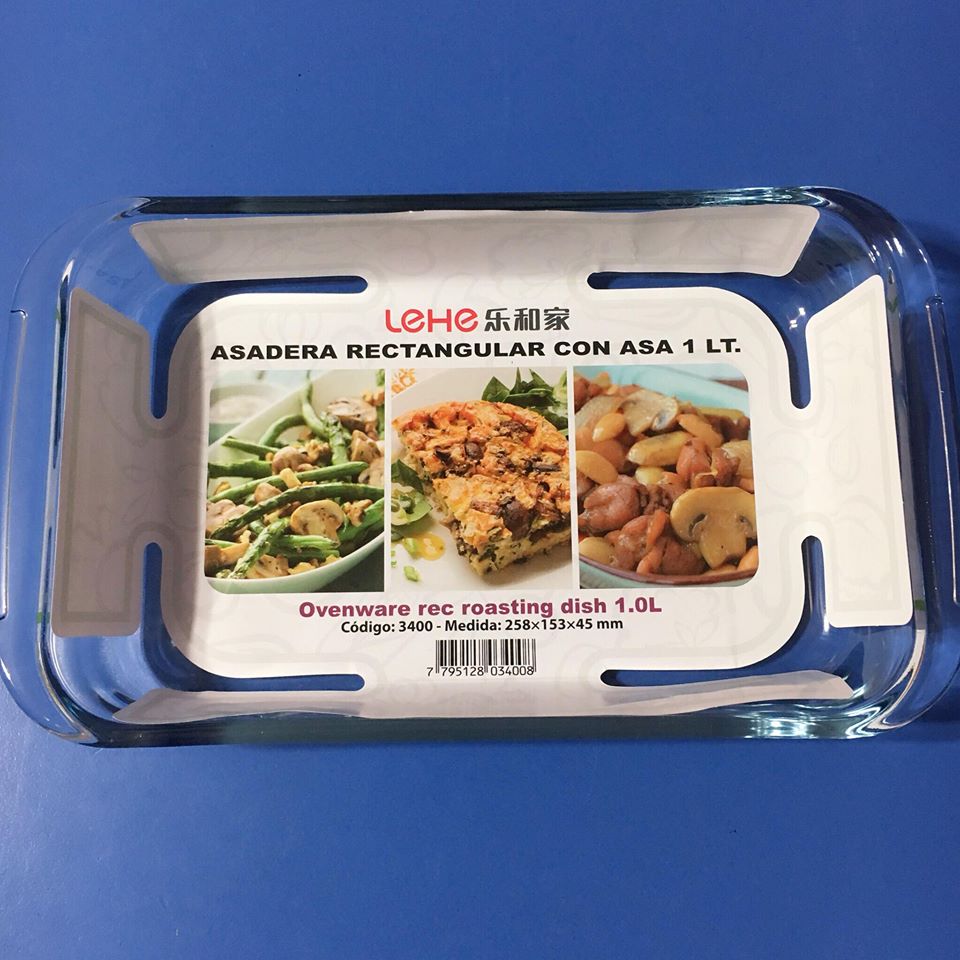 LeHe 乐和家
ASADERA RECTANGULAR CON ASA 1 LT.
Ovenware rec roasting dish 1.0L
Código: 3400 - Medida: 258×153×45 mm
7 795128 034008